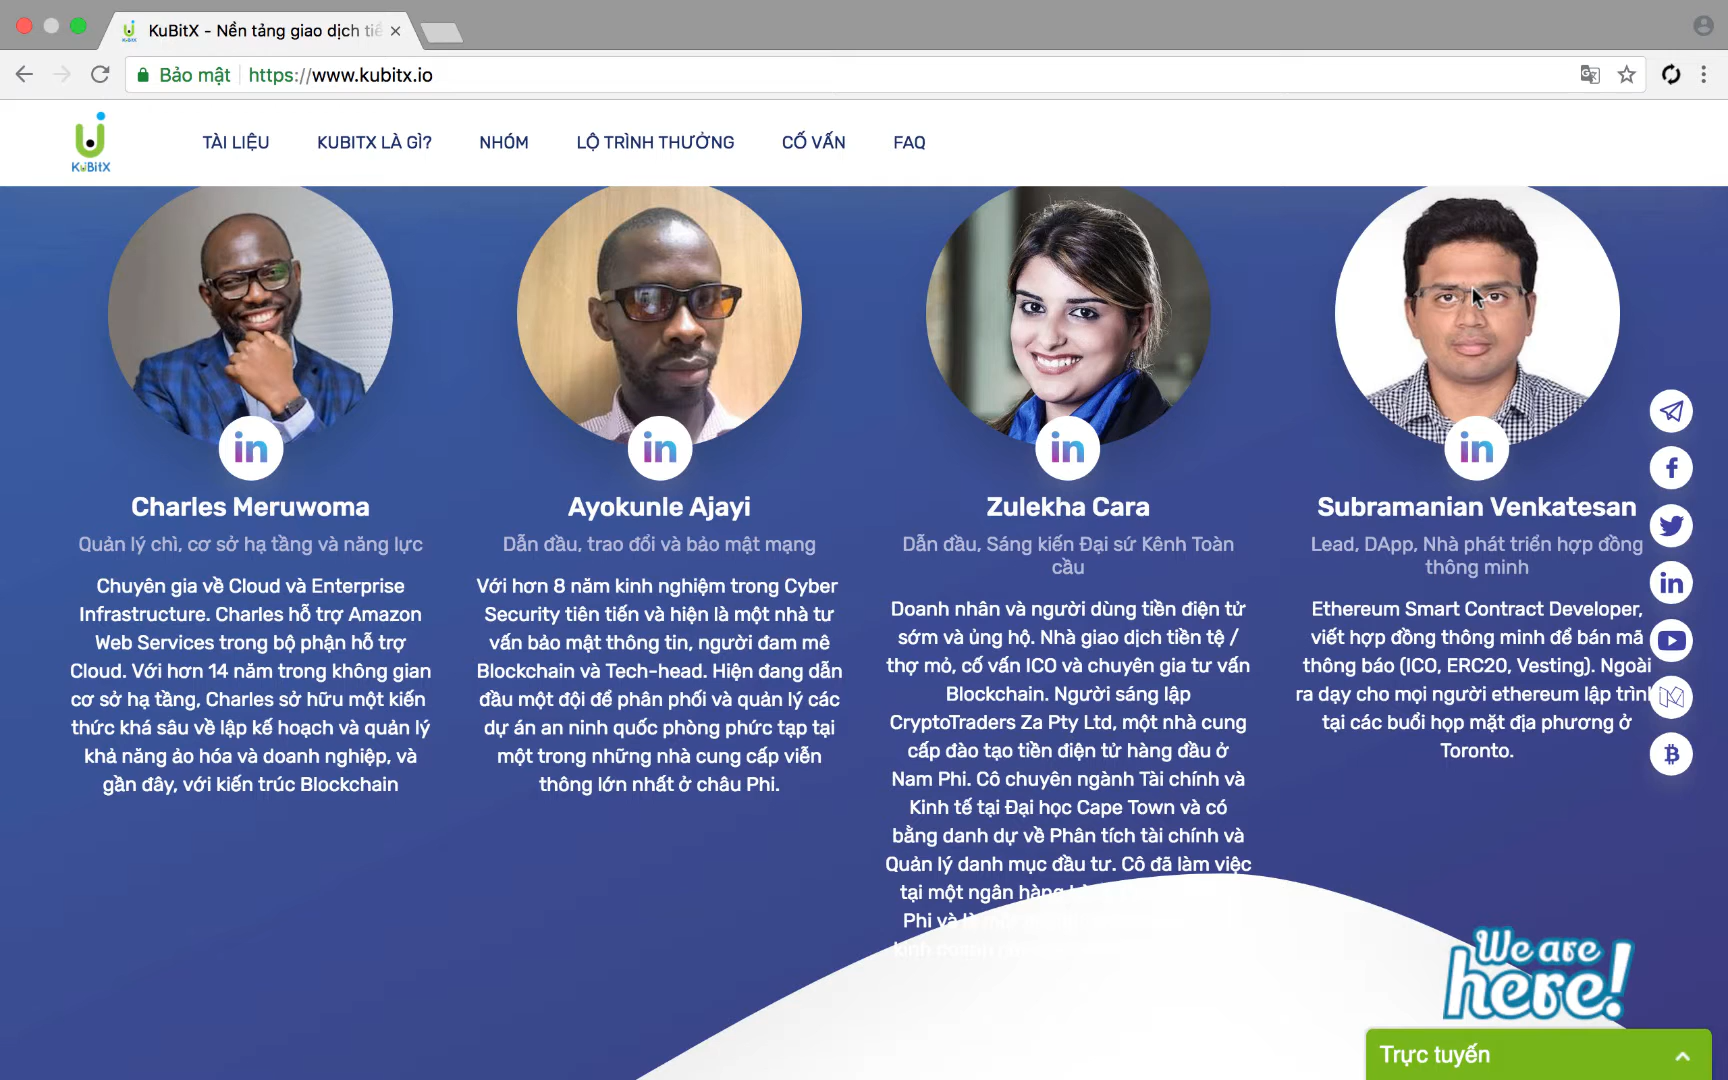 KuBitX - Nền tảng giao dịch tiề
Bảo mật
https://www.kubitx.io
KuBitX
TÀI LIỆU
KUBITX LÀ GÌ?
NHÓM
LỘ TRÌNH THƯỞNG
CỐ VẤN
FAQ
Charles Meruwoma
Quản lý chì, cơ sở hạ tầng và năng lực
Chuyên gia về Cloud và Enterprise
Infrastructure. Charles hỗ trợ Amazon
Web Services trong bộ phận hỗ trợ
Cloud. Với hơn 14 năm trong không gian
cơ sở hạ tầng, Charles sở hữu một kiến
thức khá sâu về lập kế hoạch và quản lý
khả năng ảo hóa và doanh nghiệp, và
gần đây, với kiến trúc Blockchain
Ayokunle Ajayi
Dẫn đầu, trao đổi và bảo mật mạng
Với hơn 8 năm kinh nghiệm trong Cyber
Security tiên tiến và hiện là một nhà tư
vấn bảo mật thông tin, người đam mê
Blockchain và Tech-head. Hiện đang dẫn
đầu một đội để phân phối và quản lý các
dự án an ninh quốc phòng phức tạp tại
một trong những nhà cung cấp viễn
thông lớn nhất ở châu Phi.
Zulekha Cara
Dẫn đầu, Sáng kiến Đại sứ Kênh Toàn
cầu
Doanh nhân và người dùng tiền điện tử
sớm và ủng hộ. Nhà giao dịch tiền tệ /
thợ mỏ, cố vấn ICO và chuyên gia tư vấn
Blockchain. Người sáng lập
CryptoTraders Za Pty Ltd, một nhà cung
cấp đào tạo tiền điện tử hàng đầu ở
Nam Phi. Cô chuyên ngành Tài chính và
Kinh tế tại Đại học Cape Town và có
bằng danh dự về Phân tích tài chính và
Quản lý danh mục đầu tư. Cô đã làm việc
tại một ngân hàng
Phi và là
kinh doanh
Subramanian Venkatesan
Lead, DApp, Nhà phát triển hợp đồng
thông minh
Ethereum Smart Contract Developer,
viết hợp đồng thông minh để bán mã
thông báo (ICO, ERC20, Vesting). Ngoài
ra dạy cho mọi người ethereum lập trình
tại các buổi họp mặt địa phương ở
Toronto.
We are
here!
Trực tuyến